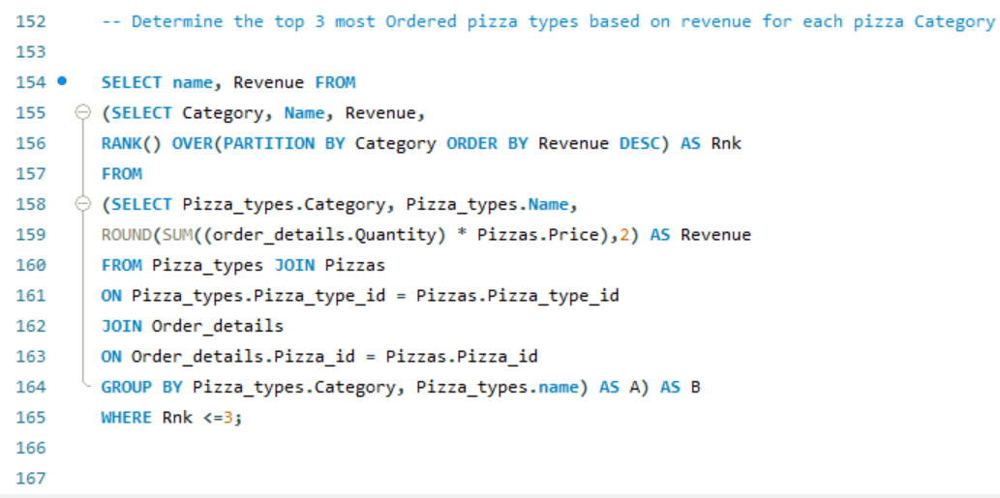 152 -- Determine the top 3 most Ordered pizza types based on revenue for each pizza Category
153
154 SELECT name, Revenue FROM
155 (SELECT Category, Name, Revenue,
156 RANK() OVER(PARTITION BY Category ORDER BY Revenue DESC) AS Rnk
157 FROM
158 (SELECT Pizza_types.Category, Pizza_types.Name,
159 ROUND(SUM((order_details.Quantity) * Pizzas.Price),2) AS Revenue
160 FROM Pizza_types JOIN Pizzas
161 ON Pizza_types.Pizza_type_id = Pizzas.Pizza_type_id
162 JOIN Order_details
163 ON Order_details.Pizza_id = Pizzas.Pizza_id
164 GROUP BY Pizza_types.Category, Pizza_types.name) AS A) AS B
165 WHERE Rnk <=3;
166
167